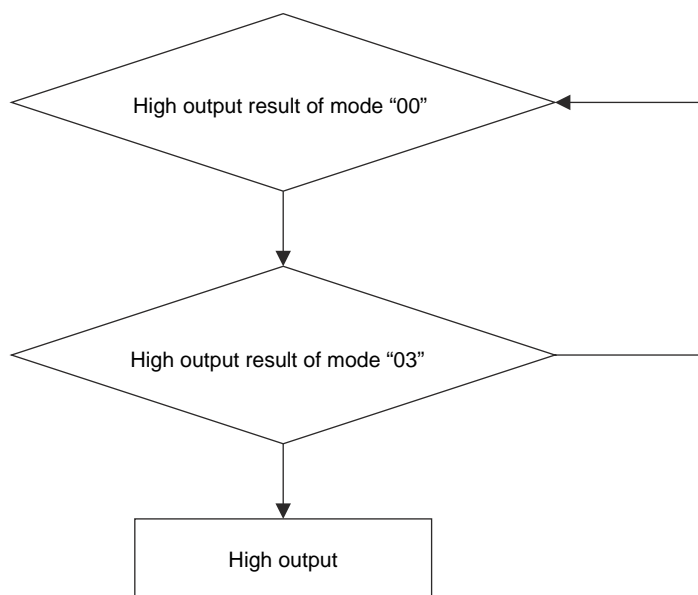 High output result of mode “00”
High output result of mode “03”
High output